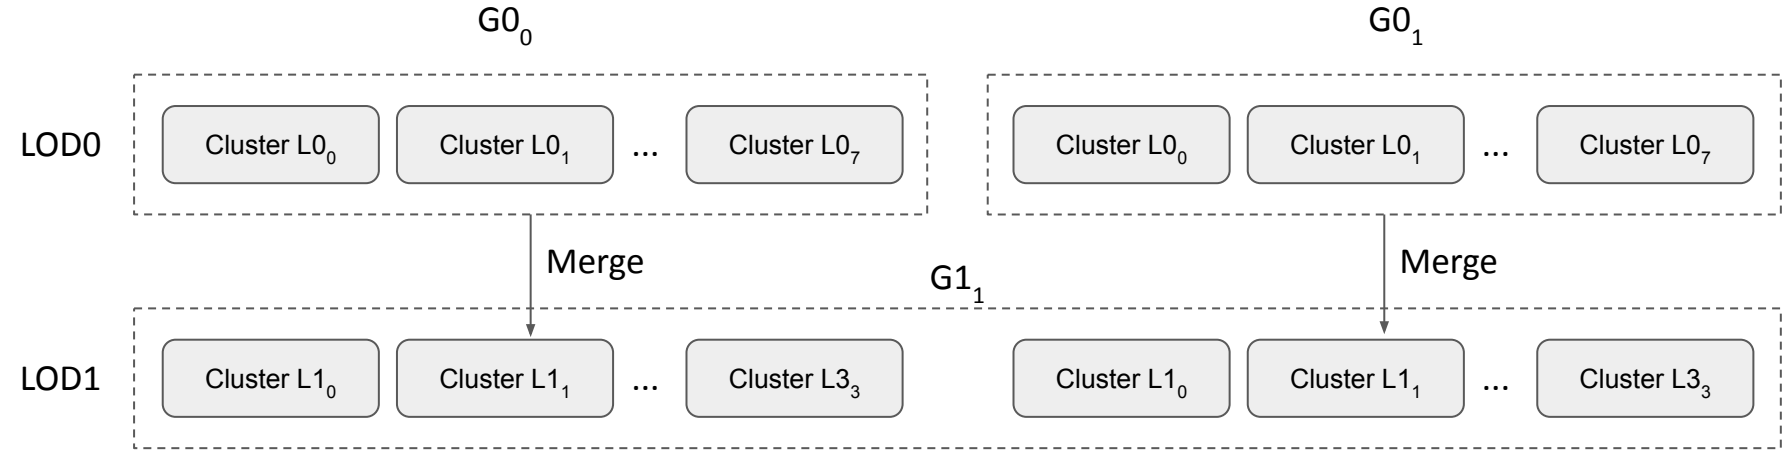 G0₀ G0₁
LOD0 Cluster L0₀ Cluster L0₁ ... Cluster L0₇ Cluster L0₀ Cluster L0₁ ... Cluster L0₇
Merge Merge
G1₁
LOD1 Cluster L1₀ Cluster L1₁ ... Cluster L3₃ Cluster L1₀ Cluster L1₁ ... Cluster L3₃